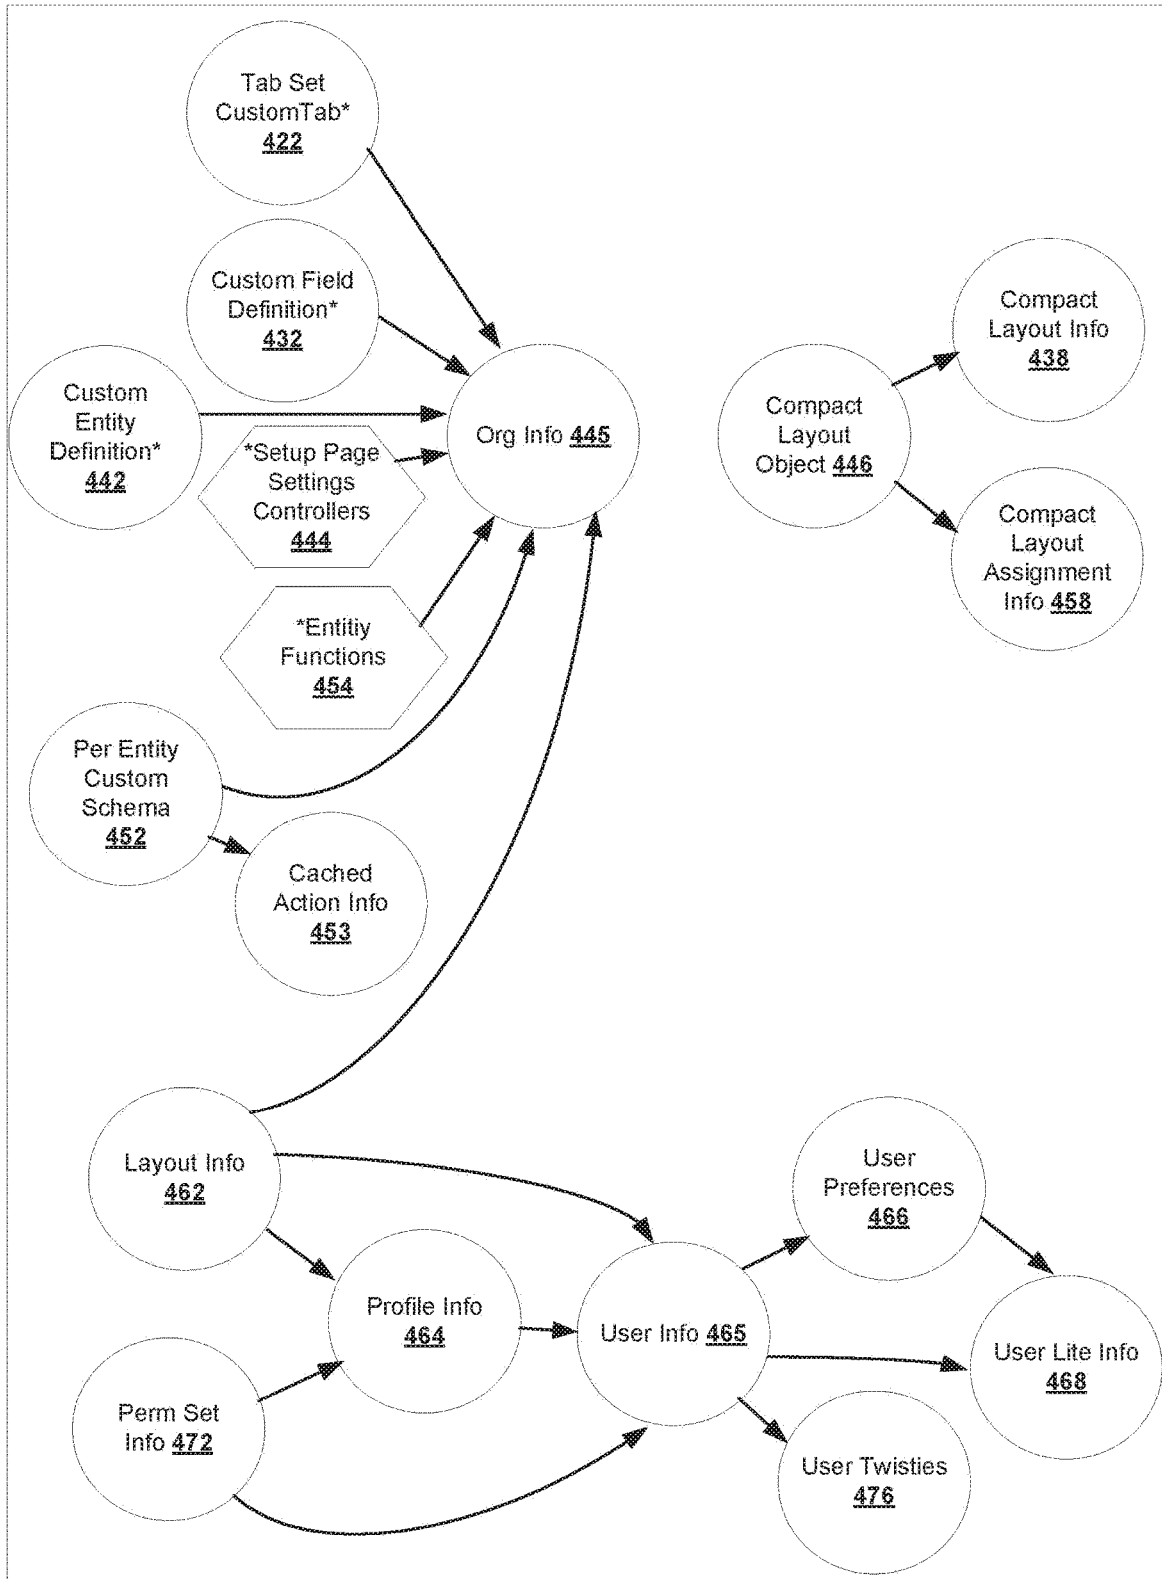 Tab Set
CustomTab*
422
Custom Field
Definition*
432
Custom
Entity
Definition*
442
*Setup Page
Settings
Controllers
444
Org Info 445
Compact
Layout
Object 446
Compact
Layout Info
438
Compact
Layout
Assignment
Info 458
*Entitiy
Functions
454
Per Entity
Custom
Schema
452
Cached
Action Info
453
Layout Info
462
Profile Info
464
Perm Set
Info 472
User Info 465
User
Preferences
466
User Lite Info
468
User Twisties
476